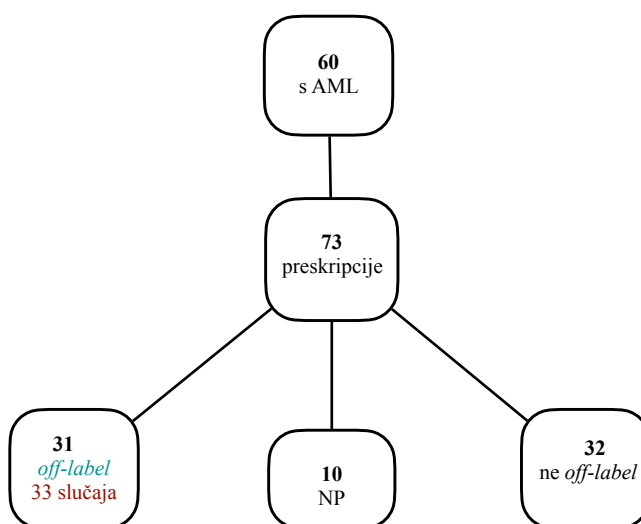 60
s AML
73
preskripcije
31
off-label
33 slučaja
10
NP
32
ne off-label